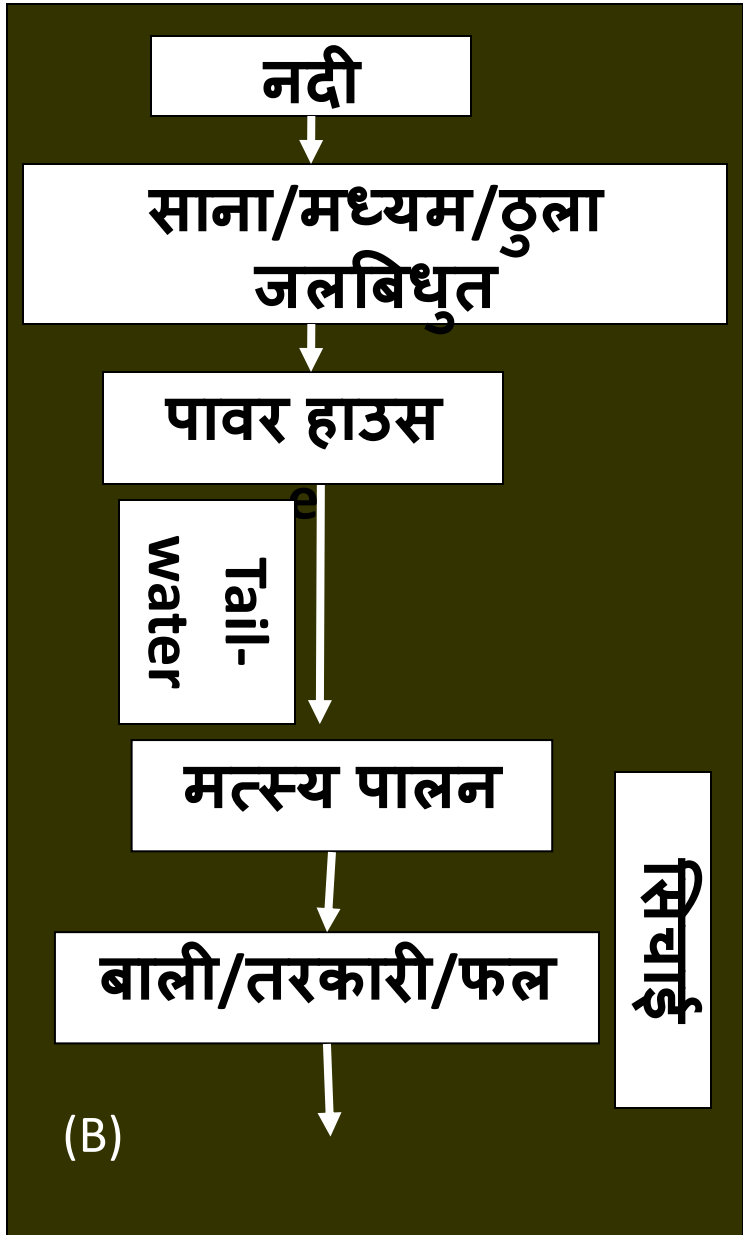 नदी
साना/मध्यम/ठुला
जलबिधुत
पावर हाउस
e
Tail-
water
मत्स्य पालन
सिचाई
बाली/तरकारी/फल
(B)